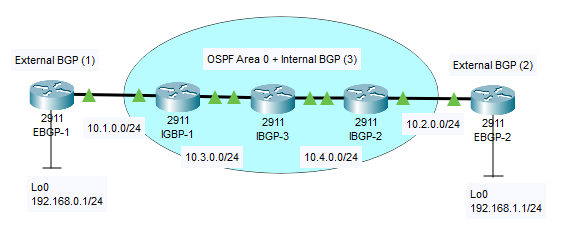 External BGP (1)
OSPF Area 0 + Internal BGP (3)
External BGP (2)
2911
EBGP-1
2911
IGBP-1
2911
IBGP-3
2911
IBGP-2
2911
EBGP-2
10.1.0.0/24
10.3.0.0/24
10.4.0.0/24
10.2.0.0/24
Lo0
192.168.0.1/24
Lo0
192.168.1.1/24